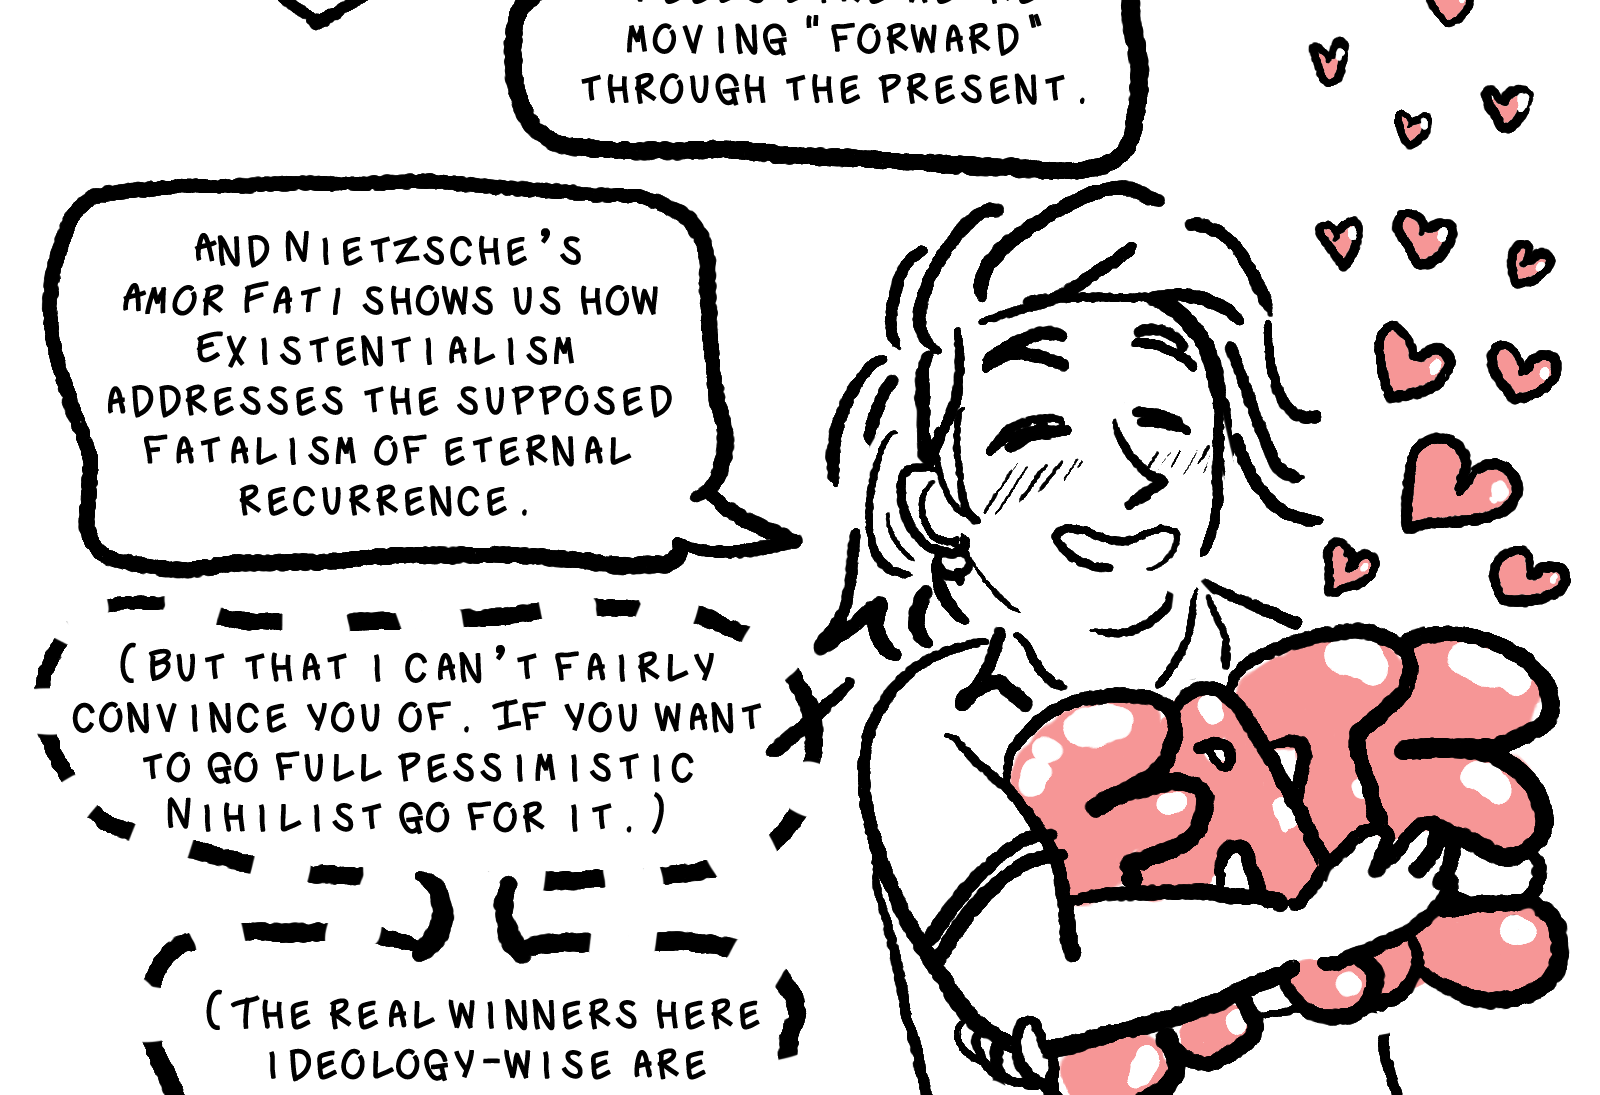 MOVING "FORWARD"
THROUGH THE PRESENT.
AND NIETZSCHE'S
AMOR FATI SHOWS US HOW
EXISTENTIALISM
ADDRESSES THE SUPPOSED
FATALISM OF ETERNAL
RECURRENCE.
(BUT THAT I CAN'T FAIRLY
CONVINCE YOU OF. IF YOU WANT
TO GO FULL PESSIMISTIC
NIHILIST GO FOR IT.)
FATE
(THE REAL WINNERS HERE
IDEOLOGY-WISE ARE